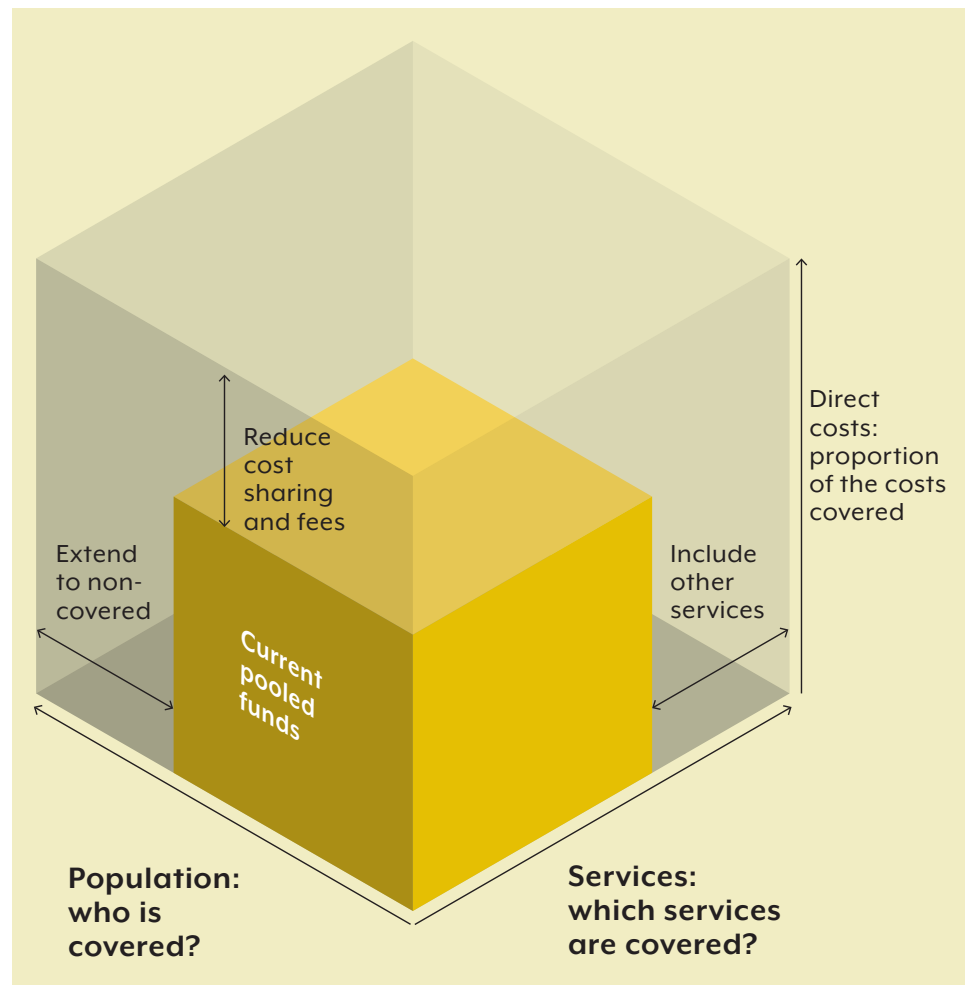 Reduce
cost
sharing
and fees
Direct
costs:
proportion
of the costs
covered
Extend
to non-
covered
Include
other
services
Current
pooled
funds
Population:
who is
covered?
Services:
which services
are covered?